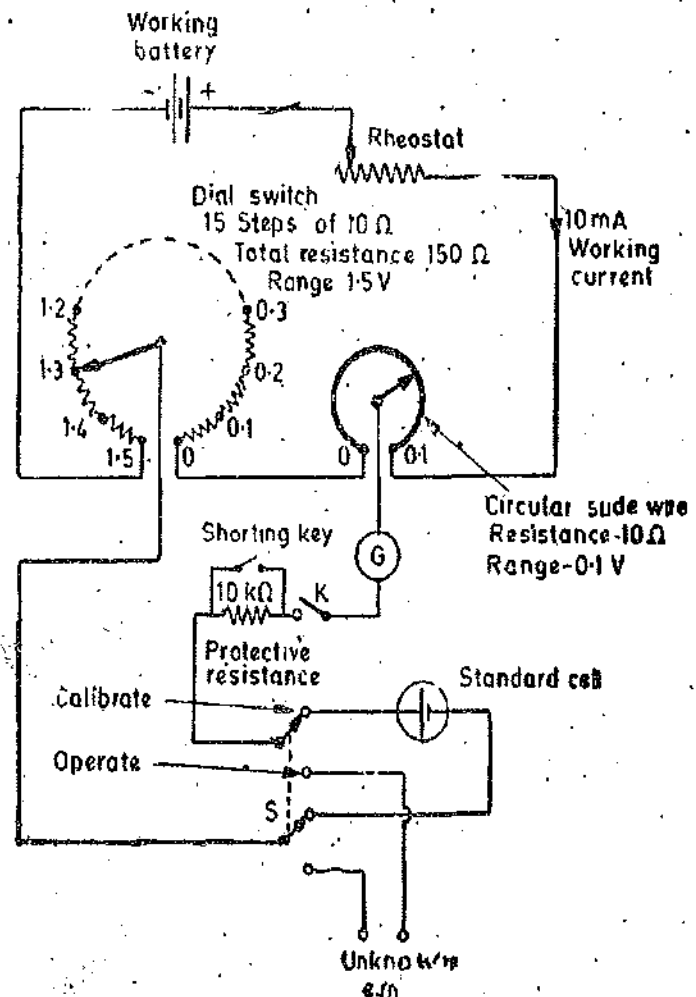 Working
battery
- +
Rheostat
Dial switch
15 Steps of 10 Ω
Total resistance 150 Ω
Range 1.5 V
10 mA
Working
current
1.2
0.3
1.3
0.2
1.4
0.1
1.5
0
0
0.1
Circular slide wire
Resistance-10Ω
Range-0.1 V
Shorting key
G
10 kΩ
K
Protective
resistance
Calibrate
Standard cell
Operate
S
Unknown
e.m